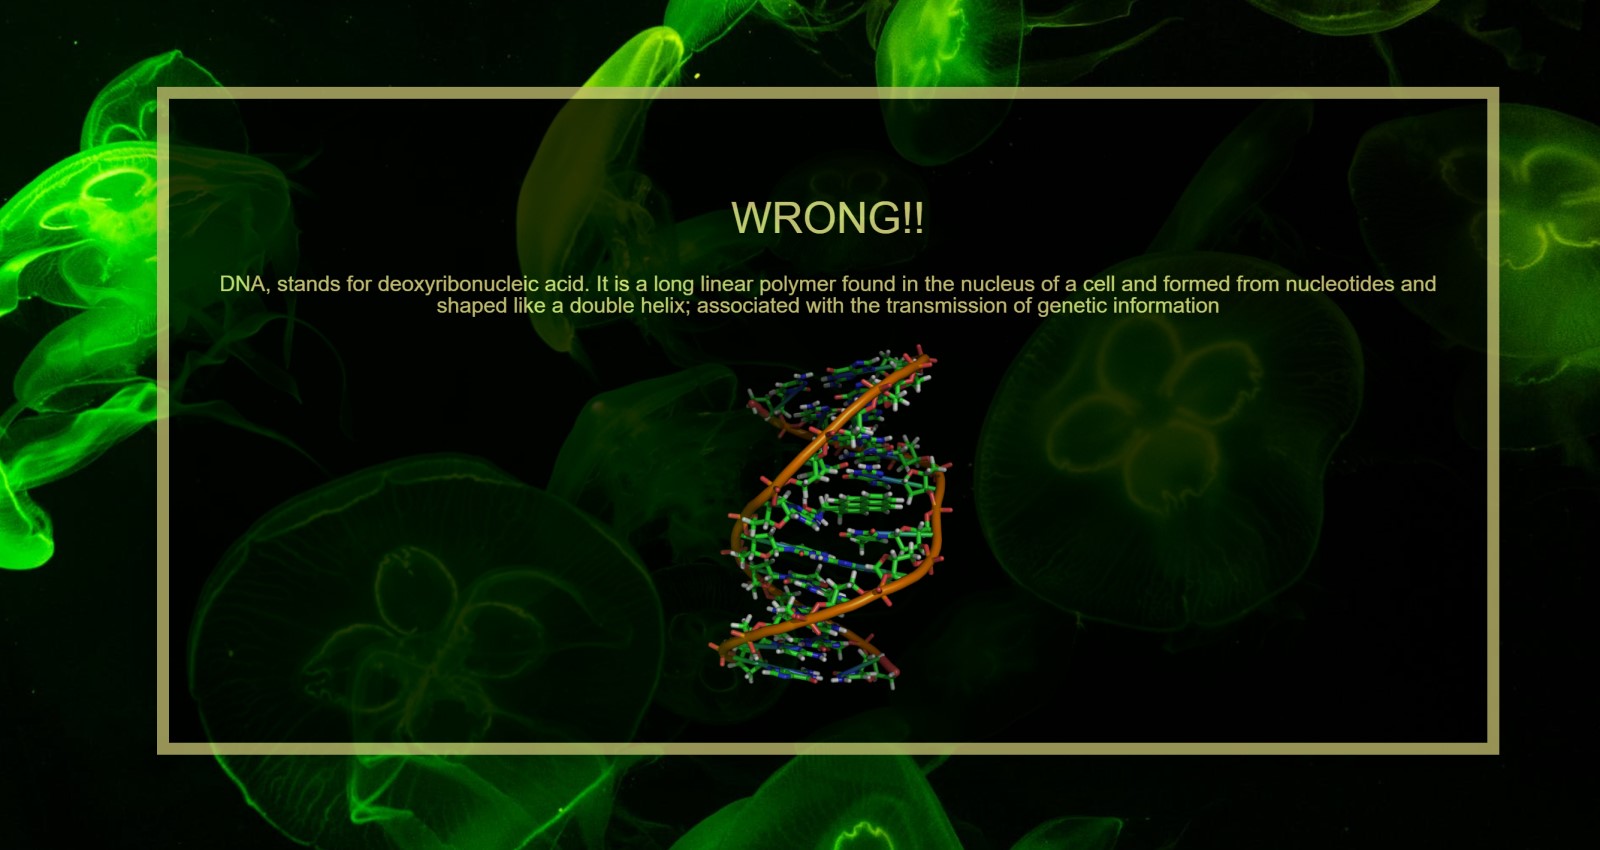 WRONG!!
DNA, stands for deoxyribonucleic acid. It is a long linear polymer found in the nucleus of a cell and formed from nucleotides and
shaped like a double helix; associated with the transmission of genetic information